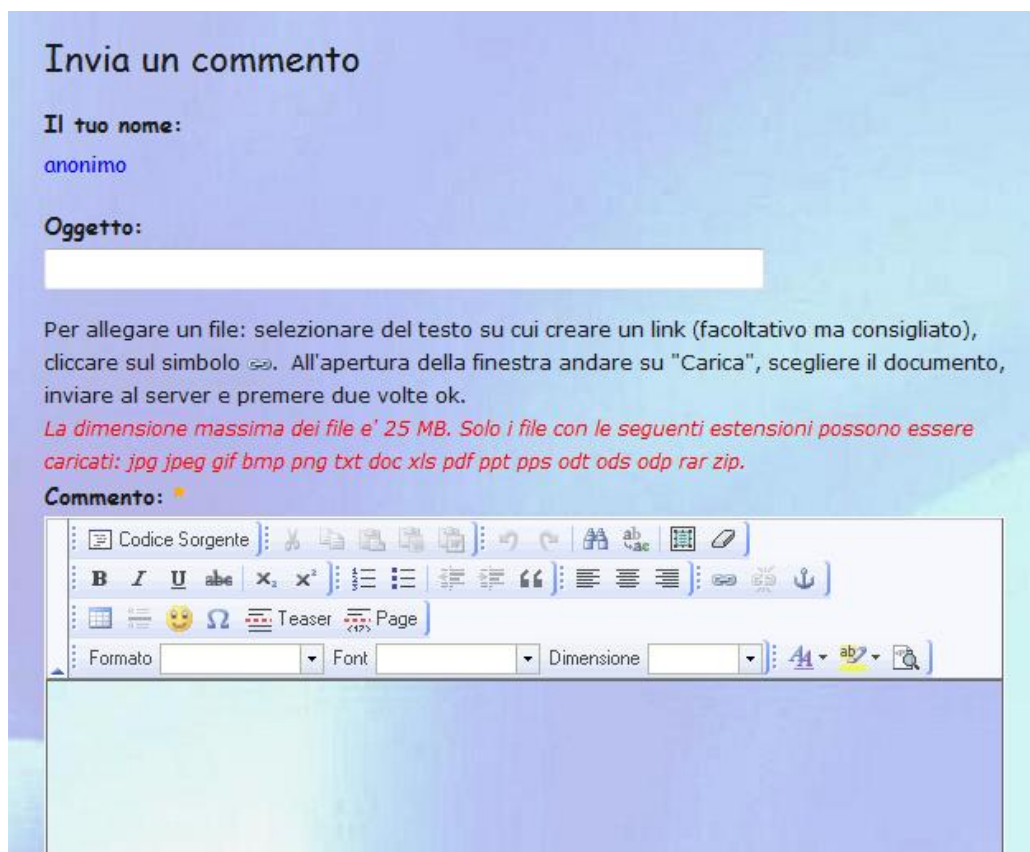 Invia un commento
Il tuo nome:
anonimo
Oggetto:
Per allegare un file: selezionare del testo su cui creare un link (facoltativo ma consigliato),
cliccare sul simbolo . All'apertura della finestra andare su "Carica", scegliere il documento,
inviare al server e premere due volte ok.
La dimensione massima dei file e' 25 MB. Solo i file con le seguenti estensioni possono essere
caricati: jpg jpeg gif bmp png txt doc xls pdf ppt pps odt ods odp rar zip.
Commento: *
Codice Sorgente
B I U abc x₂ x²
Ω Teaser Page
Formato Font Dimensione